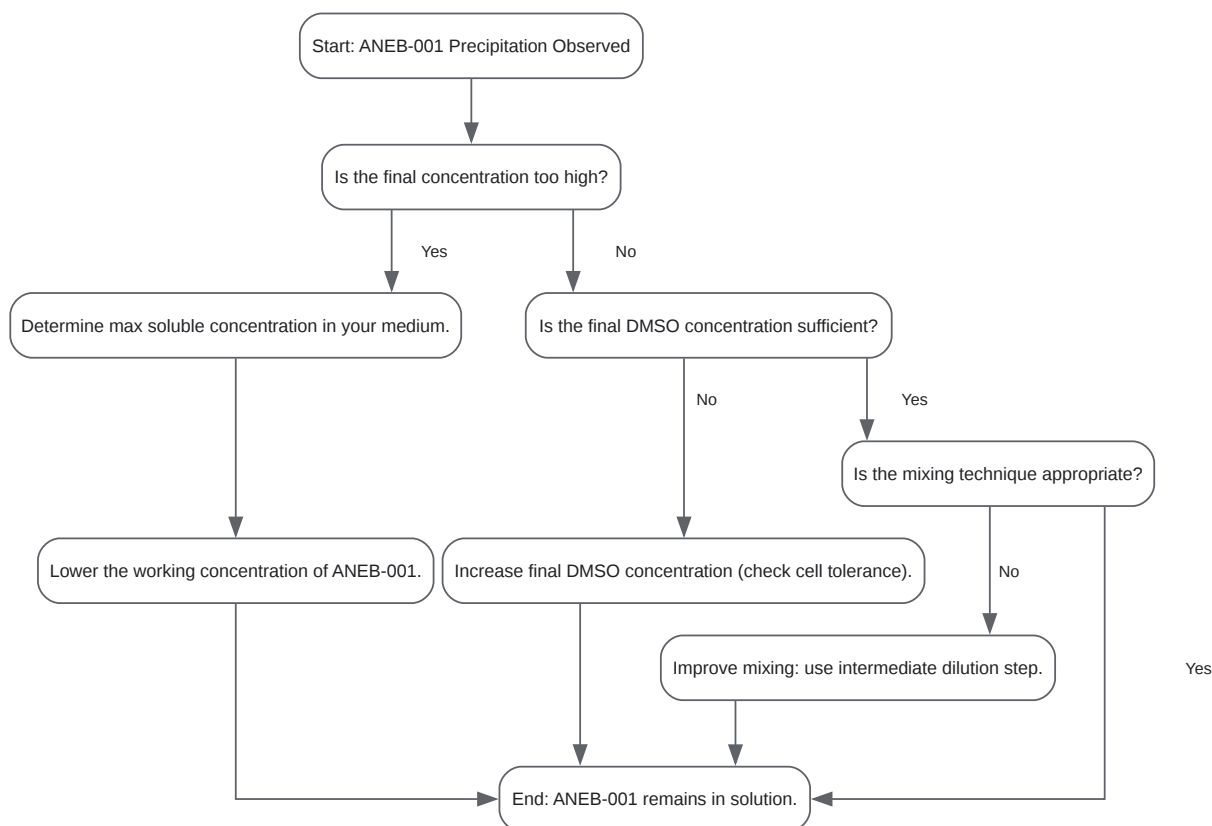 Start: ANEB-001 Precipitation Observed
Is the final concentration too high?
Yes
No
Determine max soluble concentration in your medium.
Is the final DMSO concentration sufficient?
No
Yes
Is the mixing technique appropriate?
Lower the working concentration of ANEB-001.
Increase final DMSO concentration (check cell tolerance).
No
Improve mixing: use intermediate dilution step.
Yes
End: ANEB-001 remains in solution.